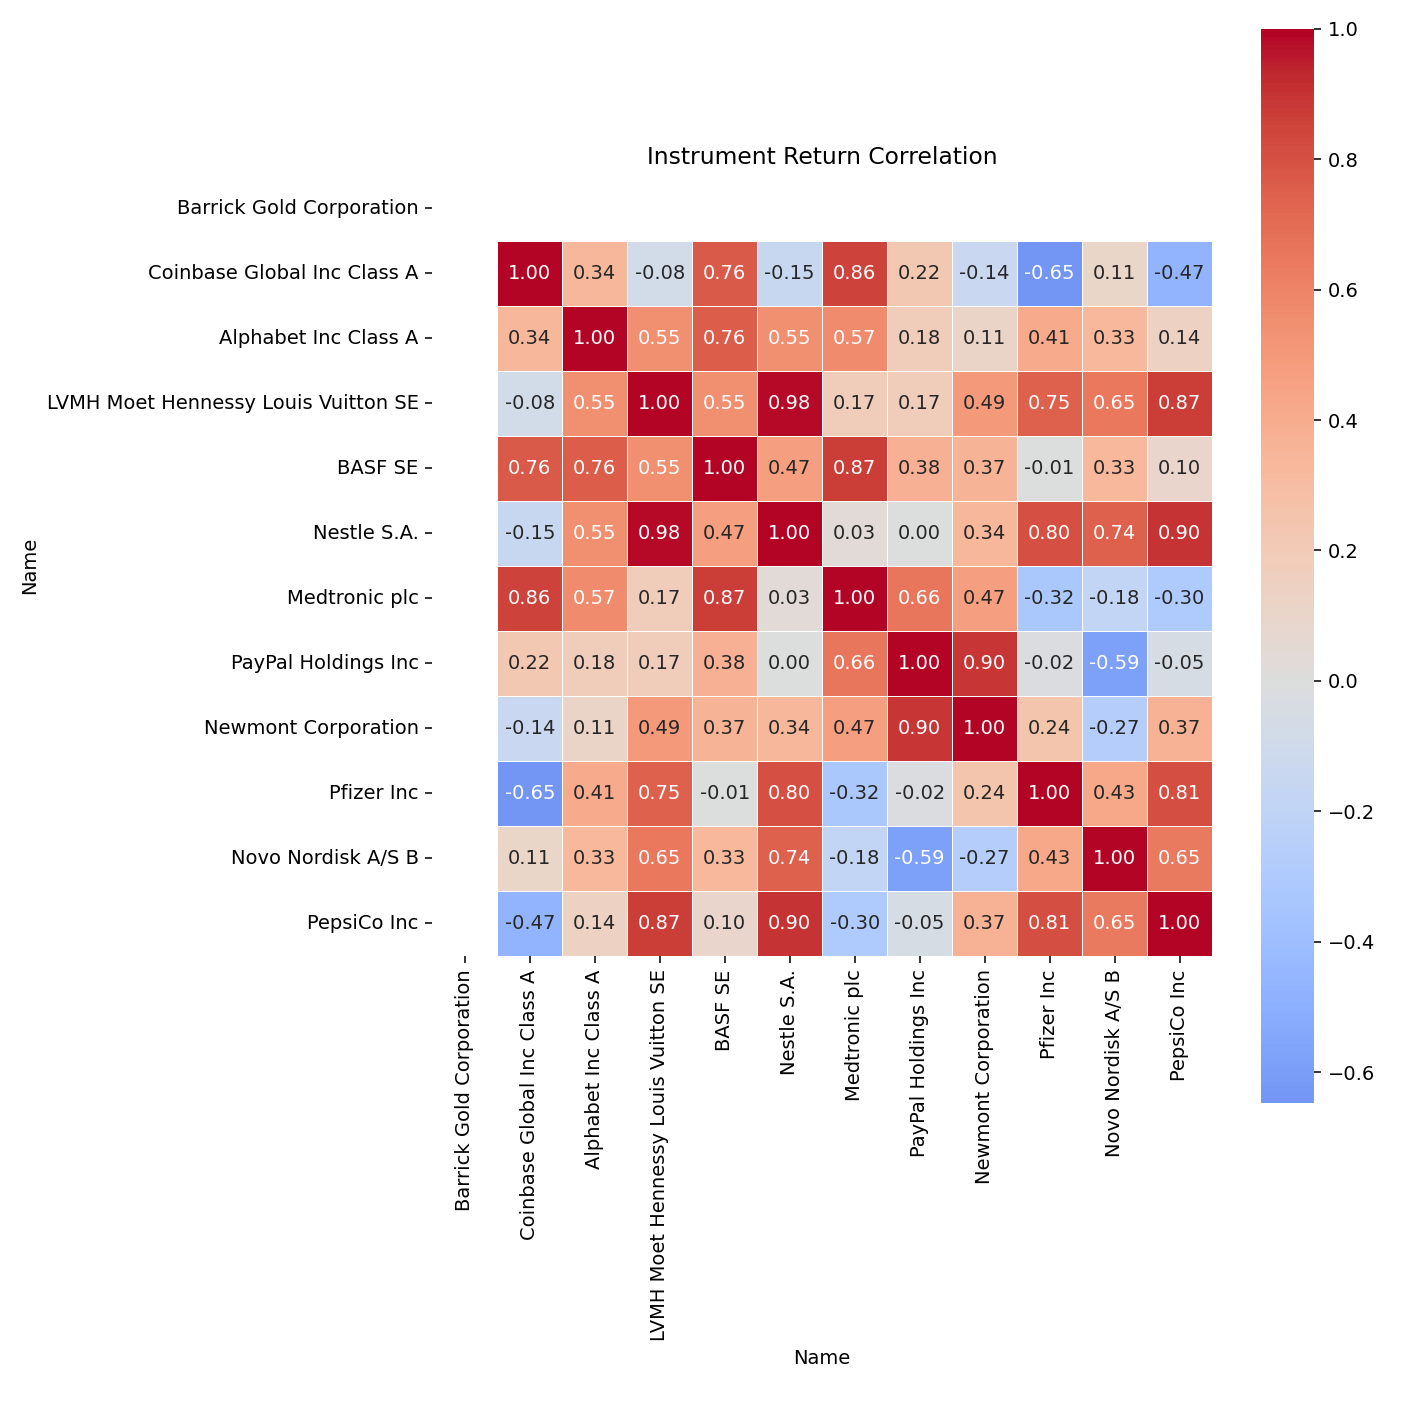 Instrument Return Correlation
Barrick Gold Corporation
Coinbase Global Inc Class A 1.00 0.34 -0.08 0.76 -0.15 0.86 0.22 -0.14 -0.65 0.11 -0.47
Alphabet Inc Class A 0.34 1.00 0.55 0.76 0.55 0.57 0.18 0.11 0.41 0.33 0.14
LVMH Moet Hennessy Louis Vuitton SE -0.08 0.55 1.00 0.55 0.98 0.17 0.17 0.49 0.75 0.65 0.87
BASF SE 0.76 0.76 0.55 1.00 0.47 0.87 0.38 0.37 -0.01 0.33 0.10
Nestle S.A. -0.15 0.55 0.98 0.47 1.00 0.03 0.00 0.34 0.80 0.74 0.90
Medtronic plc 0.86 0.57 0.17 0.87 0.03 1.00 0.66 0.47 -0.32 -0.18 -0.30
PayPal Holdings Inc 0.22 0.18 0.17 0.38 0.00 0.66 1.00 0.90 -0.02 -0.59 -0.05
Newmont Corporation -0.14 0.11 0.49 0.37 0.34 0.47 0.90 1.00 0.24 -0.27 0.37
Pfizer Inc -0.65 0.41 0.75 -0.01 0.80 -0.32 -0.02 0.24 1.00 0.43 0.81
Novo Nordisk A/S B 0.11 0.33 0.65 0.33 0.74 -0.18 -0.59 -0.27 0.43 1.00 0.65
PepsiCo Inc -0.47 0.14 0.87 0.10 0.90 -0.30 -0.05 0.37 0.81 0.65 1.00
Name
Barrick Gold Corporation
Coinbase Global Inc Class A
Alphabet Inc Class A
LVMH Moet Hennessy Louis Vuitton SE
BASF SE
Nestle S.A.
Medtronic plc
PayPal Holdings Inc
Newmont Corporation
Pfizer Inc
Novo Nordisk A/S B
PepsiCo Inc
Name
1.0
0.8
0.6
0.4
0.2
0.0
−0.2
−0.4
−0.6